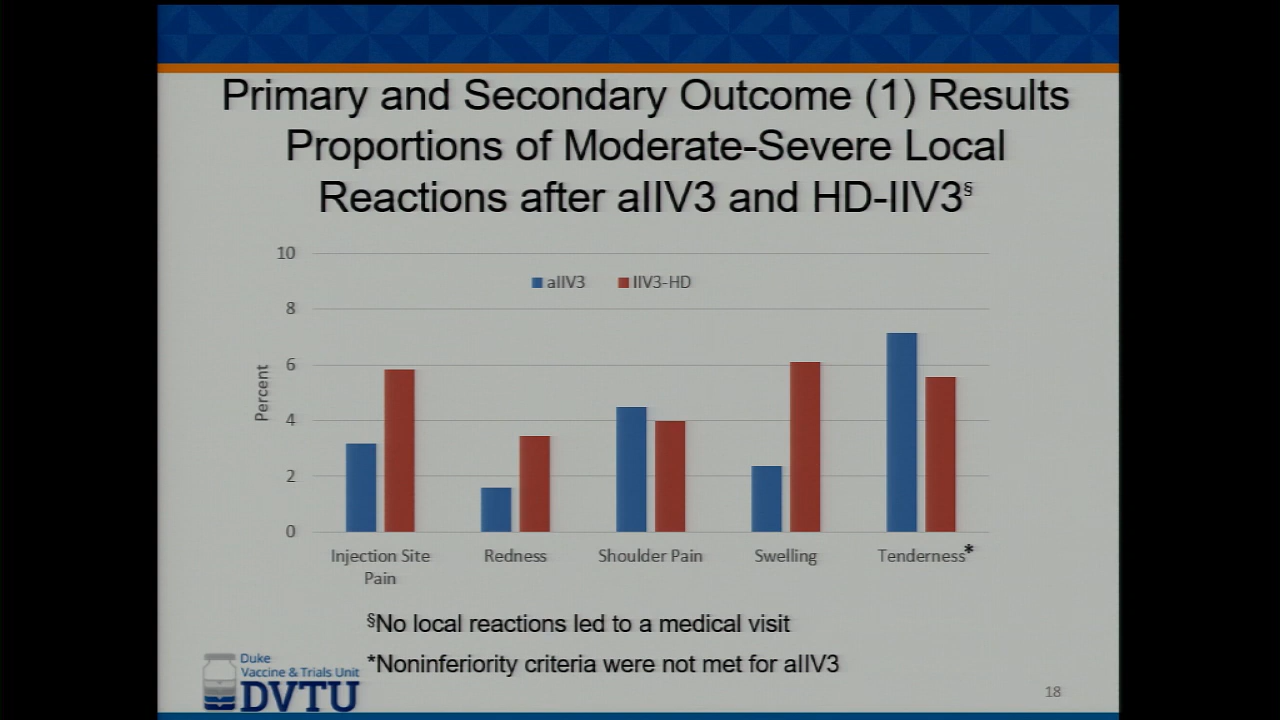 Primary and Secondary Outcome (1) Results
Proportions of Moderate-Severe Local
Reactions after aIIV3 and HD-IIV3§
10
aIIV3
IIV3-HD
8
6
4
2
0
Percent
Injection Site
Pain
Redness
Shoulder Pain
Swelling
Tenderness*
§No local reactions led to a medical visit
*Noninferiority criteria were not met for aIIV3
Duke
Vaccine & Trials Unit
DVTU
18